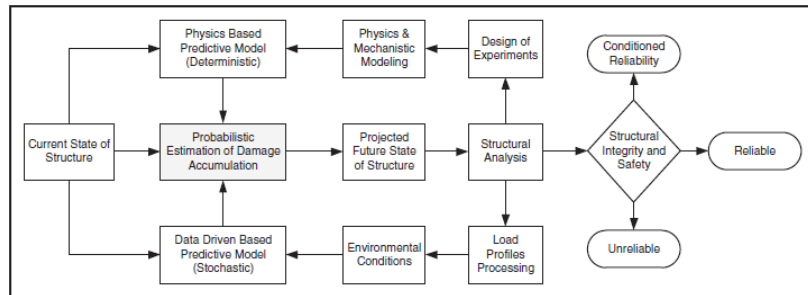 Physics Based
Predictive Model
(Deterministic)
Physics &
Mechanistic
Modeling
Design of
Experiments
Conditioned
Reliability
Current State of
Structure
Probabilistic
Estimation of Damage
Accumulation
Projected
Future State
of Structure
Structural
Analysis
Structural
Integrity and
Safety
Reliable
Data Driven Based
Predictive Model
(Stochastic)
Environmental
Conditions
Load
Profiles
Processing
Unreliable